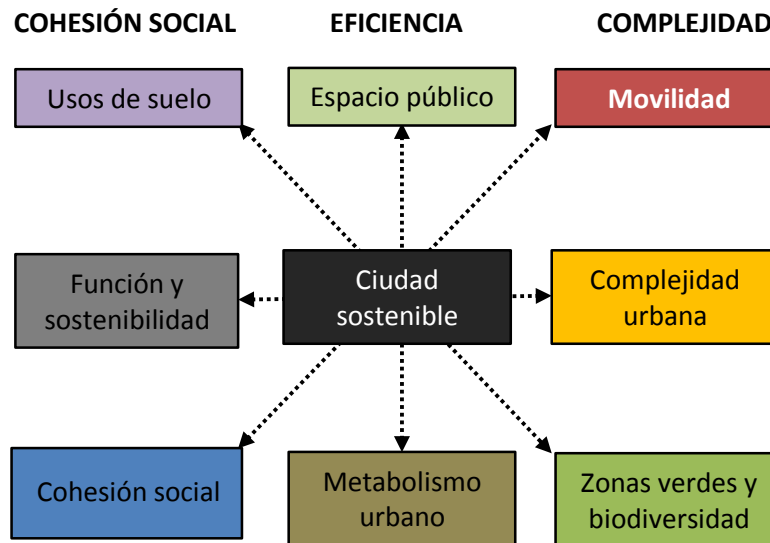 COHESIÓN SOCIAL EFICIENCIA COMPLEJIDAD
Usos de suelo
Espacio público
Movilidad
Función y
sostenibilidad
Ciudad
sostenible
Complejidad
urbana
Cohesión social
Metabolismo
urbano
Zonas verdes y
biodiversidad